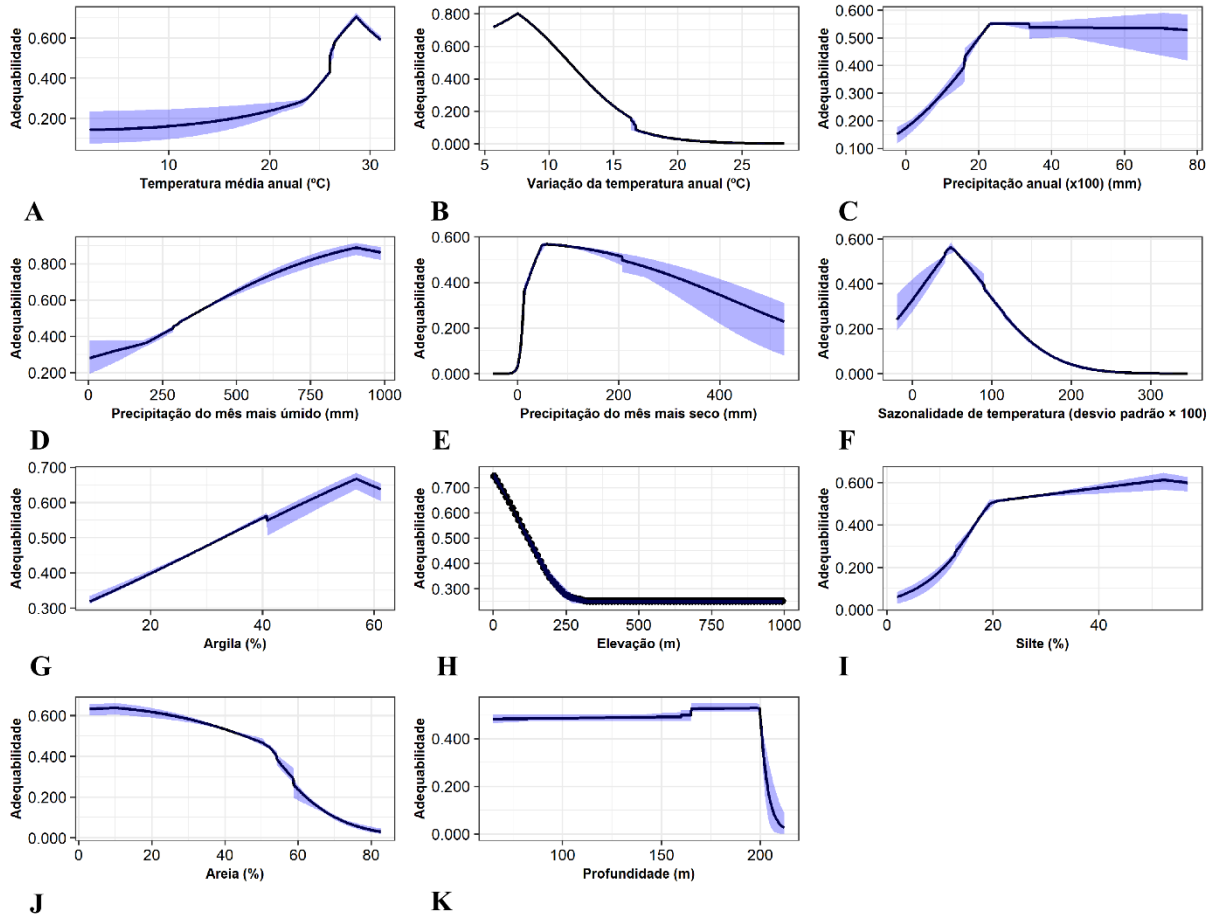 Adequabilidade
0.600
0.400
0.200
10
20
30
Temperatura média anual (ºC)
A
Adequabilidade
0.800
0.600
0.400
0.200
0.000
5
10
15
20
25
Variação da temperatura anual (ºC)
B
Adequabilidade
0.600
0.500
0.400
0.300
0.200
0.100
0
20
40
60
80
Precipitação anual (x100) (mm)
C
Adequabilidade
0.800
0.600
0.400
0.200
0
250
500
750
1000
Precipitação do mês mais úmido (mm)
D
Adequabilidade
0.600
0.400
0.200
0.000
0
200
400
Precipitação do mês mais seco (mm)
E
Adequabilidade
0.600
0.400
0.200
0.000
0
100
200
300
Sazonalidade de temperatura (desvio padrão × 100
F
Adequabilidade
0.700
0.600
0.500
0.400
0.300
20
40
60
Argila (%)
G
Adequabilidade
0.700
0.600
0.500
0.400
0.300
0
250
500
750
1000
Elevação (m)
H
Adequabilidade
0.600
0.400
0.200
0.000
0
20
40
Silte (%)
I
Adequabilidade
0.600
0.400
0.200
0.000
0
20
40
60
80
Areia (%)
J
Adequabilidade
0.400
0.200
0.000
100
150
200
Profundidade (m)
K